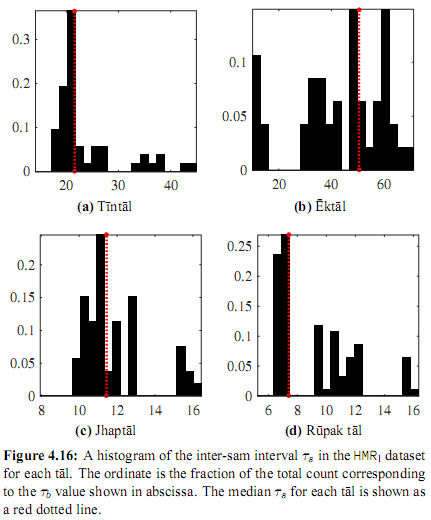 0.3
0.2
0.1
0
20 30 40
(a) Tīntāl
0.1
0.05
0
20 40 60
(b) Ēktāl
0.2
0.15
0.1
0.05
0
8 10 12 14 16
(c) Jhaptāl
0.25
0.2
0.15
0.1
0.05
0
6 8 10 12 14 16
(d) Rūpak tāl
Figure 4.16: A histogram of the inter-sam interval τs in the HMRl dataset
for each tāl. The ordinate is the fraction of the total count corresponding
to the τb value shown in abscissa. The median τs for each tāl is shown as
a red dotted line.